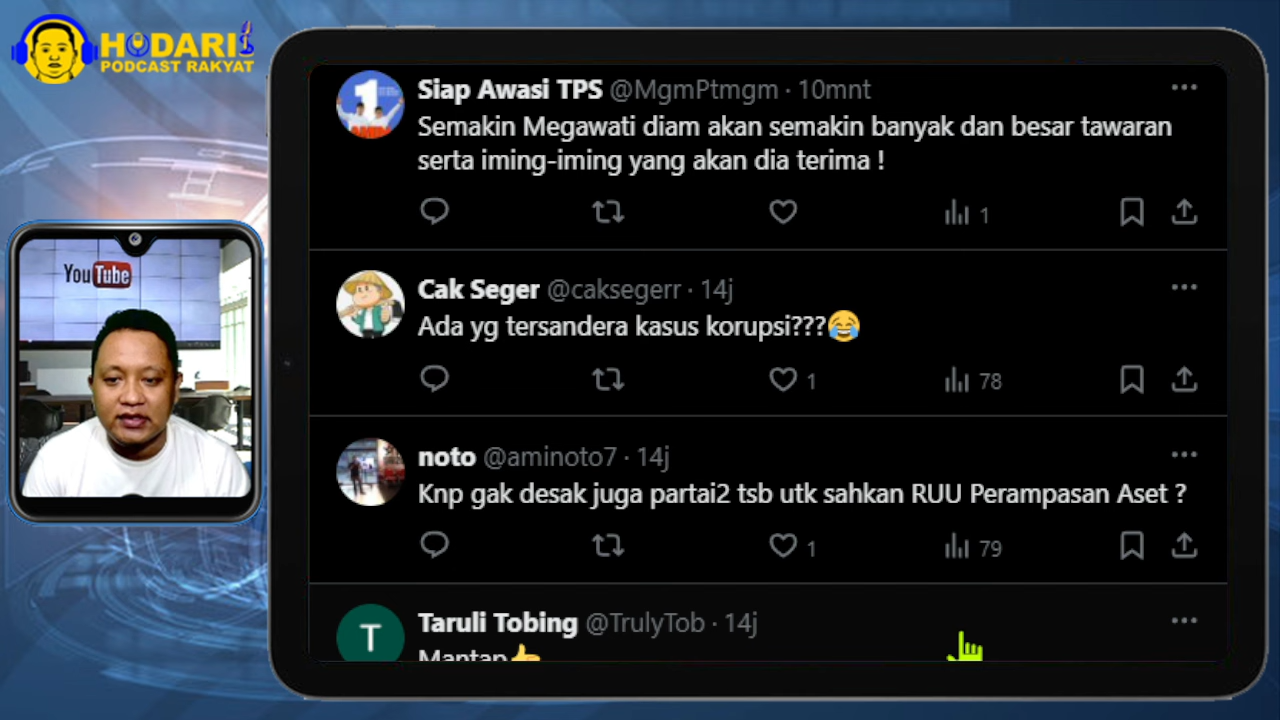 HODARI
PODCAST RAKYAT
YouTube
1
Siap Awasi TPS @MgmPtmgm · 10mnt
Semakin Megawati diam akan semakin banyak dan besar tawaran
serta iming-iming yang akan dia terima !
1
Cak Seger @caksegerr · 14j
Ada yg tersandera kasus korupsi???😂
1 78
noto @aminoto7 · 14j
Knp gak desak juga partai2 tsb utk sahkan RUU Perampasan Aset ?
1 79
T
Taruli Tobing @TrulyTob · 14j
Mantap👍